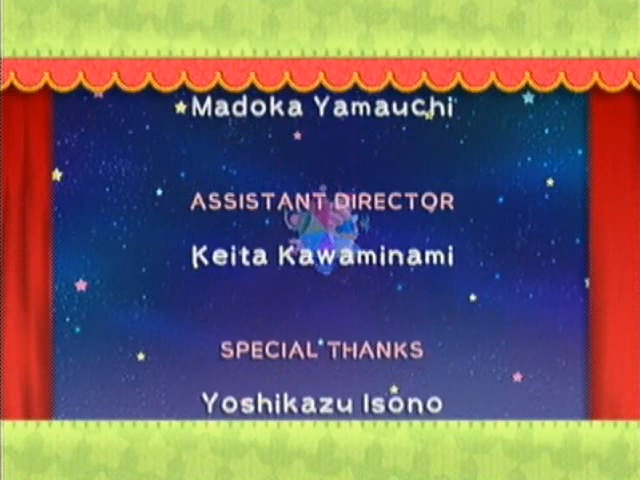 Madoka Yamauchi
ASSISTANT DIRECTOR
Keita Kawaminami
SPECIAL THANKS
Yoshikazu Isono